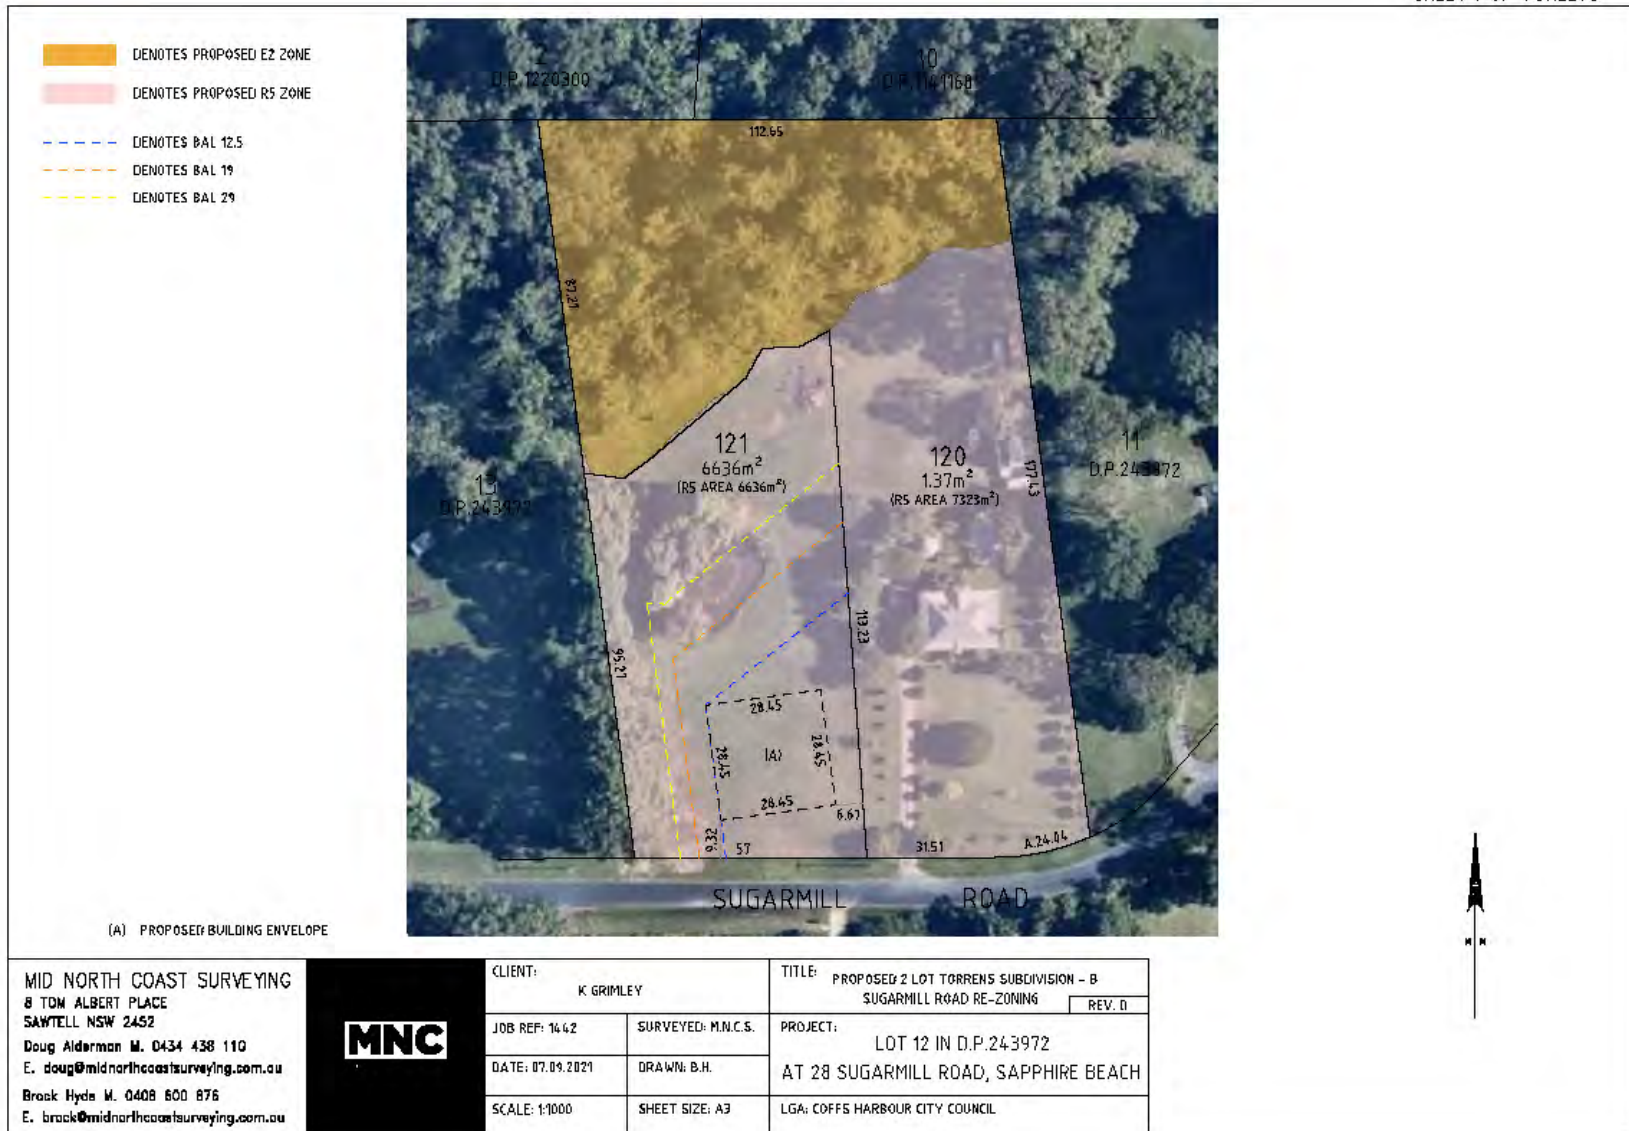 DENOTES PROPOSED E2 ZONE
DENOTES PROPOSED R5 ZONE
DENOTES BAL 12.5
DENOTES BAL 19
DENOTES BAL 29
2
D.P.1220300
10
D.P.1141168
112.65
87.27
121
6636m²
(R5 AREA 6636m²)
120
1.37m²
(R5 AREA 7323m²)
177.43
11
D.P.243972
13
D.P.243972
95.27
113.23
28.45
28.45
(A)
28.45
28.45
6.67
9.32
57
31.51
A.24.04
SUGARMILL ROAD
(A) PROPOSED BUILDING ENVELOPE
MID NORTH COAST SURVEYING
8 TOM ALBERT PLACE
SAWTELL NSW 2452
Doug Alderman M. 0434 438 110
E. doug@midnorthcoastsurveying.com.au
Brock Hyde M. 0408 600 876
E. brock@midnorthcoastsurveying.com.au
MNC
CLIENT:
K GRIMLEY
JOB REF: 1442
SURVEYED: M.N.C.S.
DATE: 07.09.2021
DRAWN: B.H.
SCALE: 1:1000
SHEET SIZE: A3
TITLE: PROPOSED 2 LOT TORRENS SUBDIVISION - B
SUGARMILL ROAD RE-ZONING
REV. D
PROJECT:
LOT 12 IN D.P.243972
AT 28 SUGARMILL ROAD, SAPPHIRE BEACH
LGA: COFFS HARBOUR CITY COUNCIL